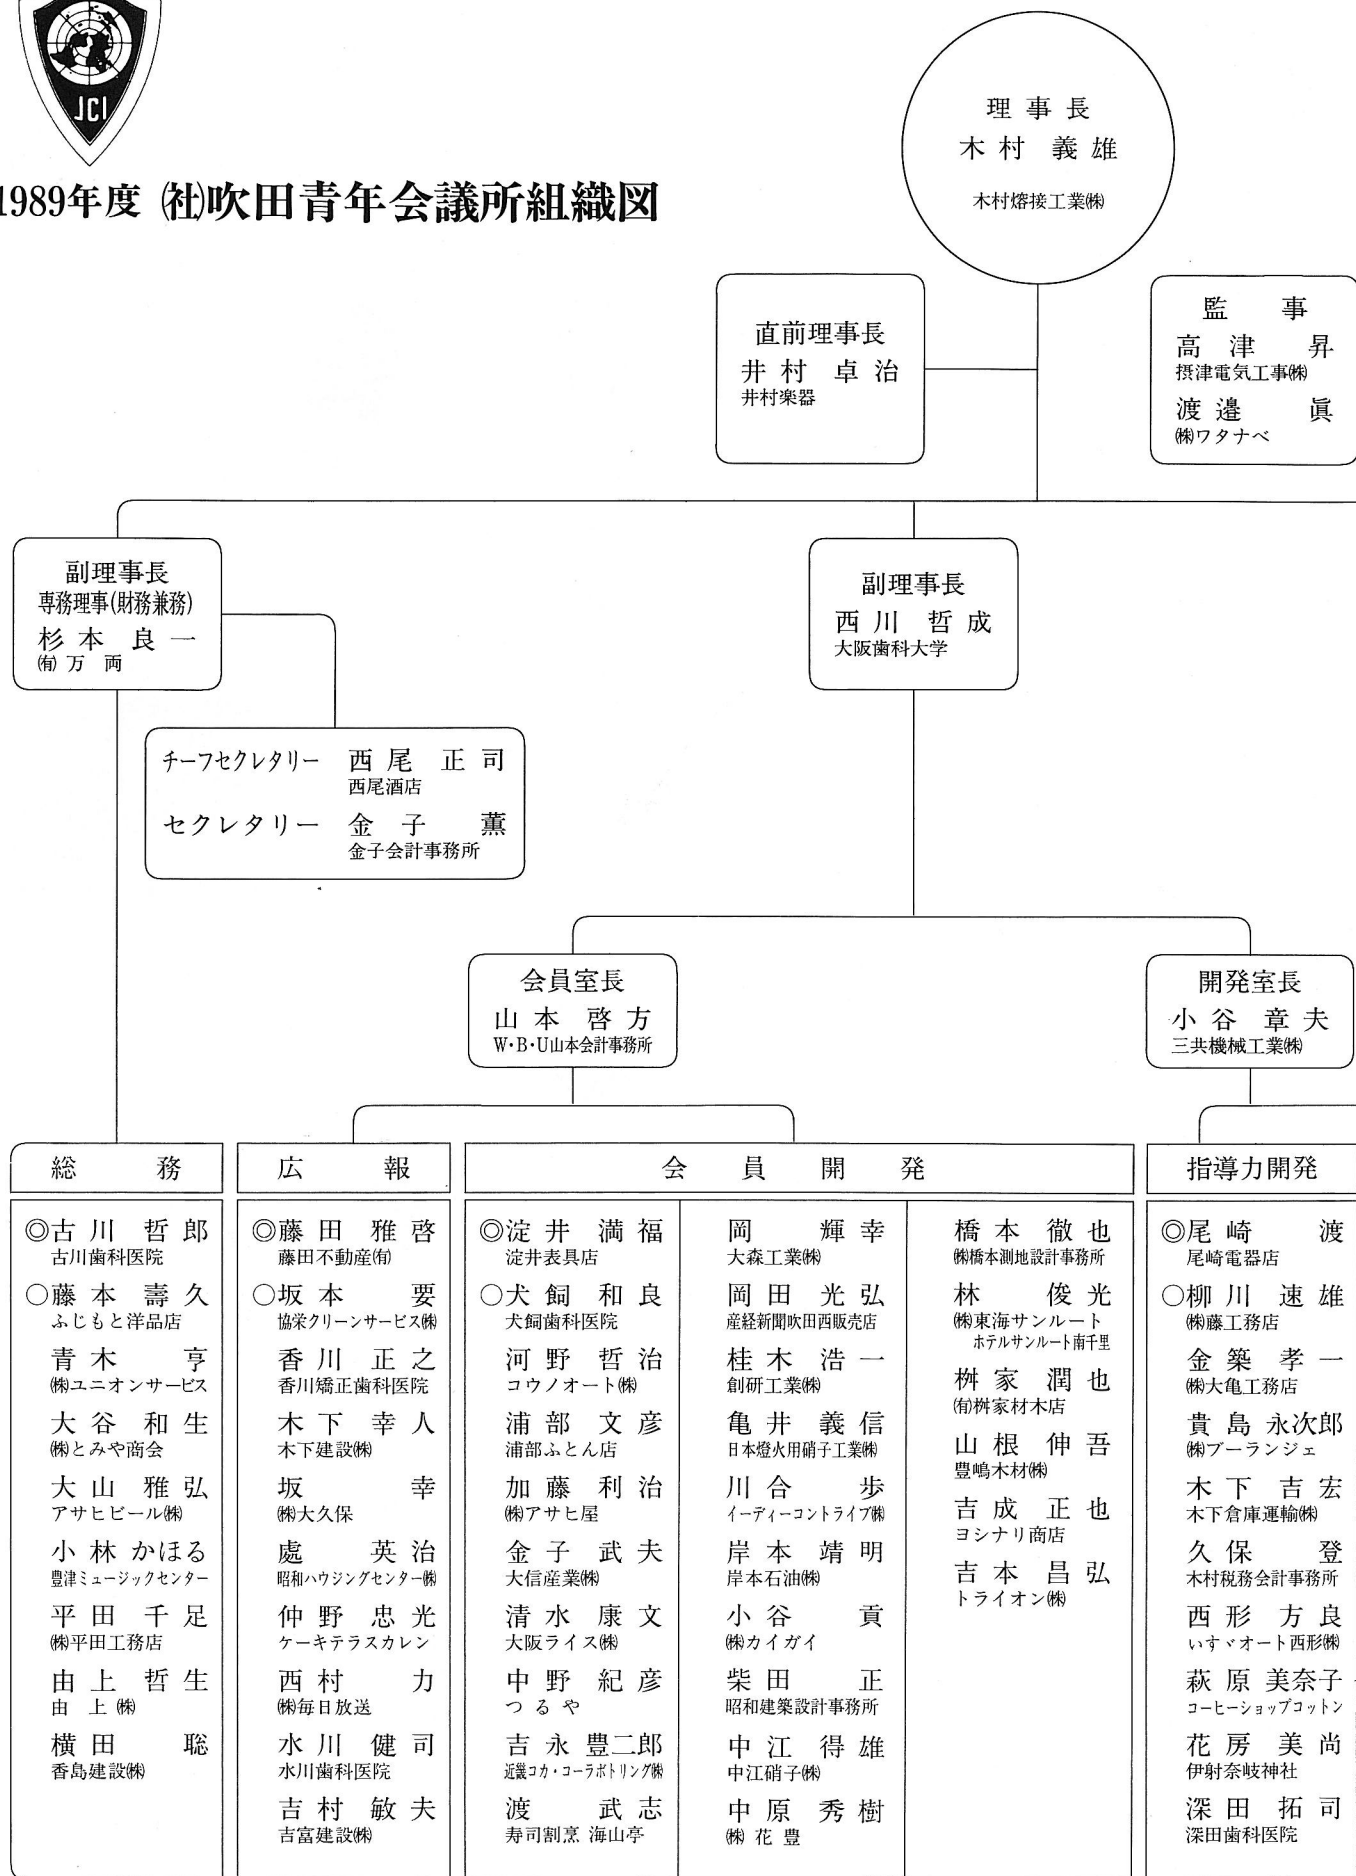 JCI
1989年度 ㈳吹田青年会議所組織図
理事長
木村 義雄
木村熔接工業㈱
直前理事長
井村 卓治
井村楽器
監 事
高津 昇
摂津電気工事㈱
渡邉 眞
㈱ワタナベ
副理事長
専務理事(財務兼務)
杉本 良一
㈲万 両
副理事長
西川 哲成
大阪歯科大学
チーフセクレタリー 西尾 正司
西尾酒店
セクレタリー 金子 薫
金子会計事務所
会員室長
山本 啓方
W・B・U山本会計事務所
開発室長
小谷 章夫
三共機械工業㈱
総 務
◎古川 哲郎
古川歯科医院
○藤本 壽久
ふじもと洋品店
青木 亨
㈱ユニオンサービス
大谷 和生
㈱とみや商会
大山 雅弘
アサヒビール㈱
小林 かほる
豊津ミュージックセンター
平田 千足
㈱平田工務店
由上 哲生
由 上㈱
横田 聡
香島建設㈱
広 報
◎藤田 雅啓
藤田不動産㈲
○坂本 要
協栄クリーンサービス㈱
香川 正之
香川矯正歯科医院
木下 幸人
木下建設㈱
坂 幸
㈱大久保
處 英治
昭和ハウジングセンター㈱
仲野 忠光
ケーキテラスカレン
西村 力
㈱毎日放送
水川 健司
水川歯科医院
吉村 敏夫
吉富建設㈱
会 員 開 発
◎淀井 満福
淀井表具店
○犬飼 和良
犬飼歯科医院
河野 哲治
コウノオート㈱
浦部 文彦
浦部ふとん店
加藤 利治
㈱アサヒ屋
金子 武夫
大信産業㈱
清水 康文
大阪ライス㈱
中野 紀彦
つるや
吉永 豊二郎
近畿コカ・コーラボトリング㈱
渡 武志
寿司割烹 海山亭
岡 輝幸
大森工業㈱
岡田 光弘
産経新聞吹田西販売店
桂木 浩一
創研工業㈱
亀井 義信
日本燈火用硝子工業㈱
川合 歩
イーディーコントライブ㈱
岸本 靖明
岸本石油㈱
小谷 貢
㈱カイガイ
柴田 正
昭和建築設計事務所
中江 得雄
中江硝子㈱
中原 秀樹
㈱花 豊
橋本 徹也
㈱橋本測地設計事務所
林 俊光
㈱東海サンルート
ホテルサンルート南千里
桝家 潤也
㈲桝家材木店
山根 伸吾
豊嶋木材㈱
吉成 正也
ヨシナリ商店
吉本 昌弘
トライオン㈱
指導力開発
◎尾崎 渡
尾崎電器店
○柳川 速雄
㈱藤工務店
金築 孝一
㈱大亀工務店
貴島 永次郎
㈱ブーランジェ
木下 吉宏
木下倉庫運輸㈱
久保 登
木村税務会計事務所
西形 方良
いすゞオート西形㈱
萩原 美奈子
コーヒーショップコットン
花房 美尚
伊射奈岐神社
深田 拓司
深田歯科医院